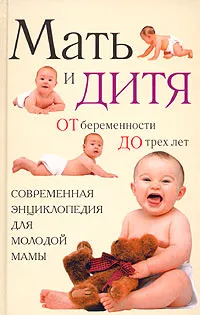 Мать
и ДИТЯ
ОТ беременности
ДО трех лет
СОВРЕМЕННАЯ
ЭНЦИКЛОПЕДИЯ
ДЛЯ
МОЛОДОЙ
МАМЫ